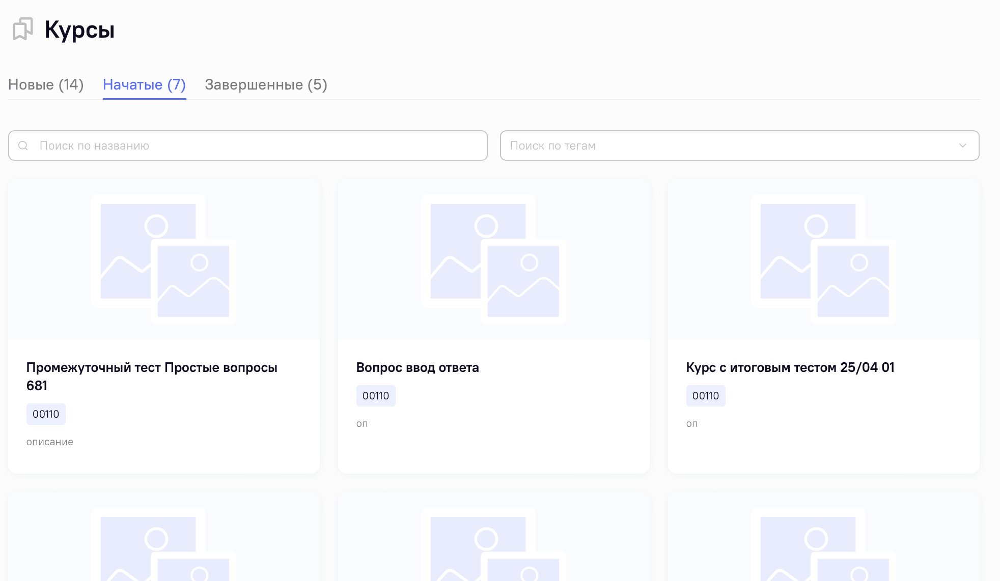 Курсы
Новые (14) Начатые (7) Завершенные (5)
Поиск по названию Поиск по тегам
Промежуточный тест Простые вопросы
681
00110
описание
Вопрос ввод ответа
00110
оп
Курс с итоговым тестом 25/04 01
00110
оп